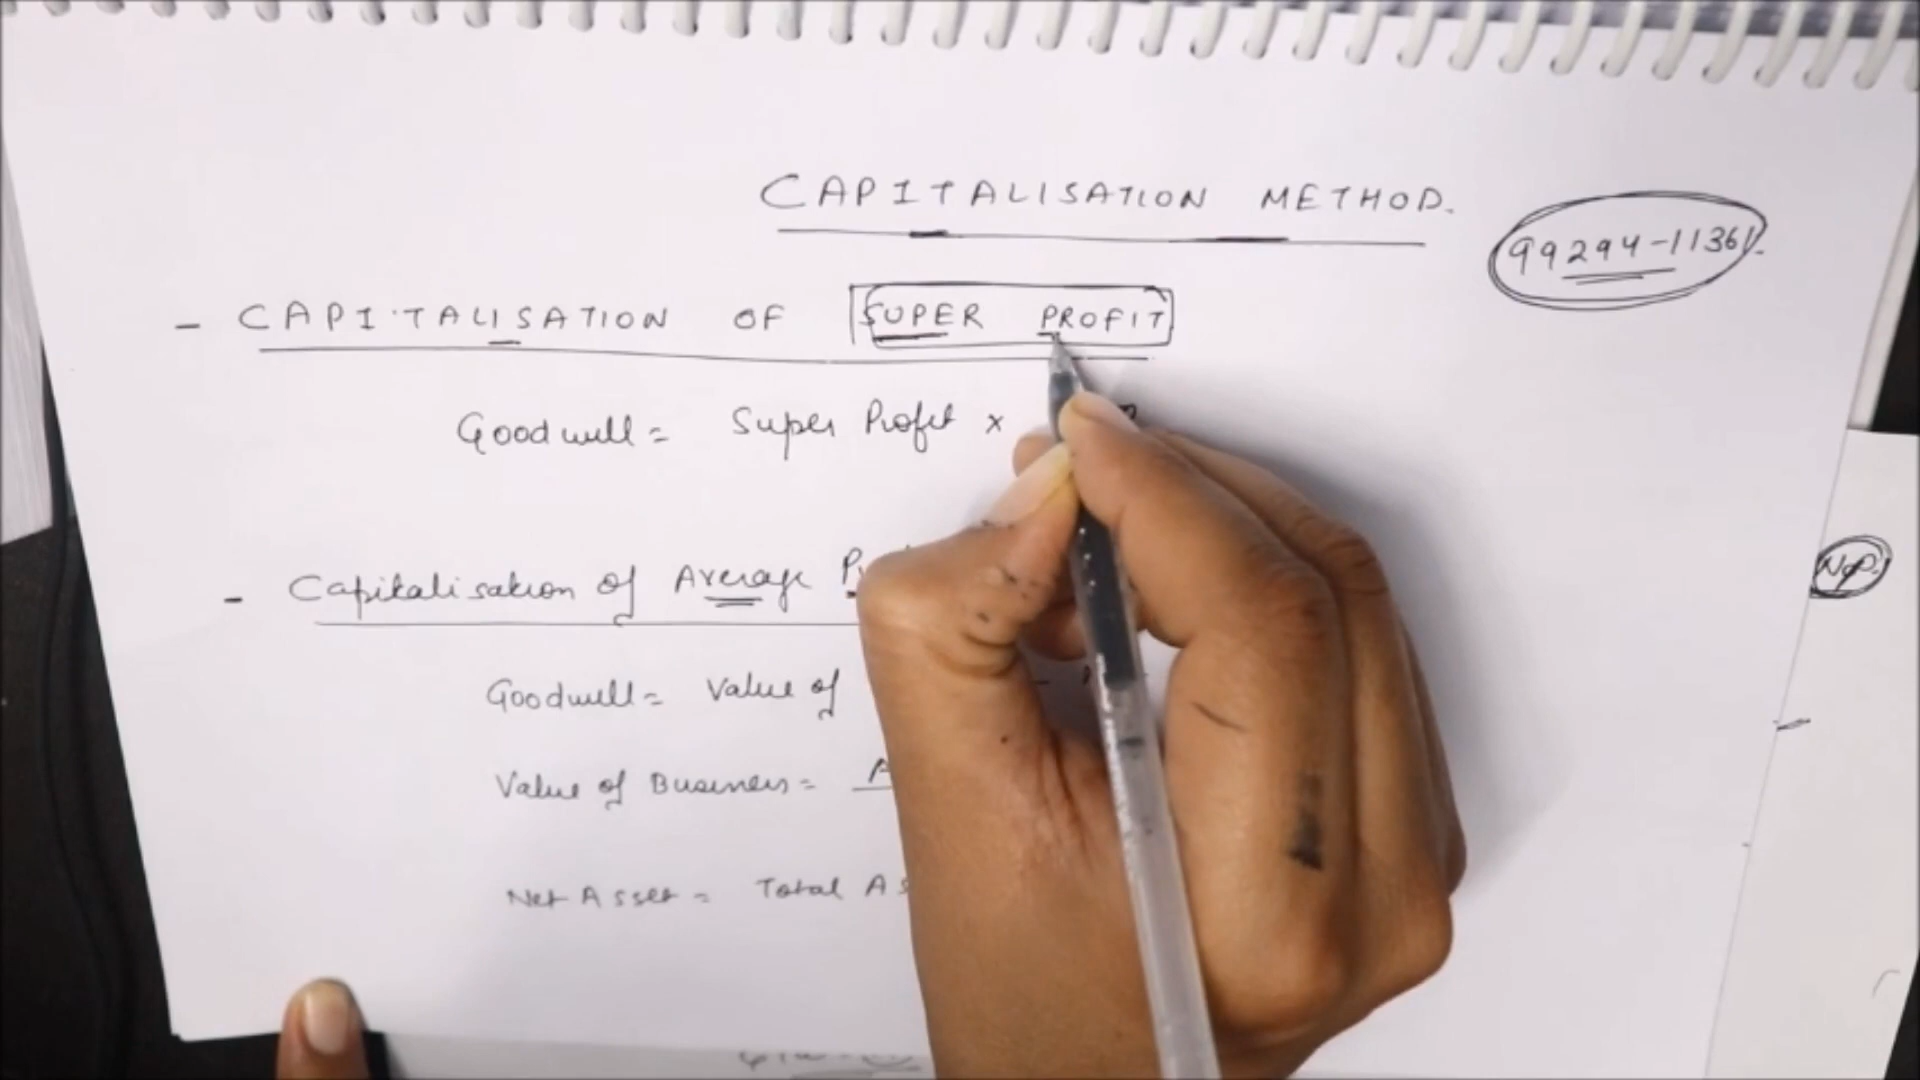 CAPITALISATION METHOD.
99294-11361.
- CAPITALISATION OF SUPER PROFIT
Goodwill = Super Profit ×
- Capitalisation of Average
Goodwill = Value of
Value of Business =
Net Asset = Total